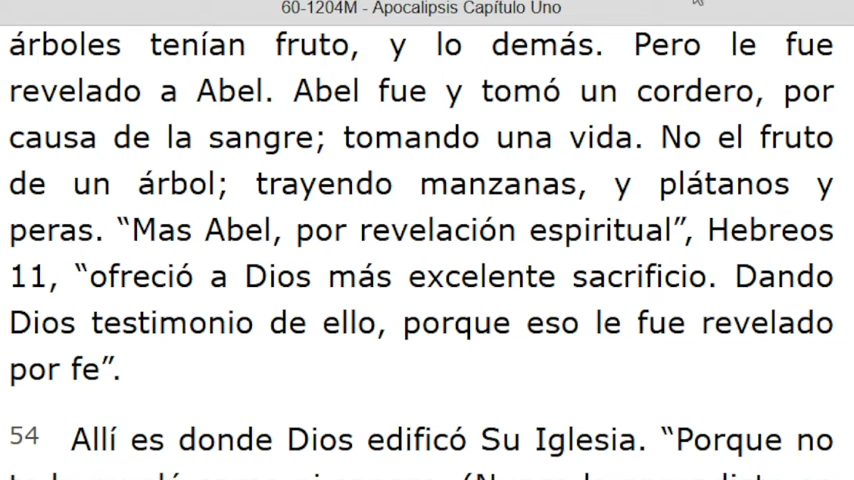 60-1204M - Apocalipsis Capítulo Uno
árboles tenían fruto, y lo demás. Pero le fue
revelado a Abel. Abel fue y tomó un cordero, por
causa de la sangre; tomando una vida. No el fruto
de un árbol; trayendo manzanas, y plátanos y
peras. “Mas Abel, por revelación espiritual”, Hebreos
11, “ofreció a Dios más excelente sacrificio. Dando
Dios testimonio de ello, porque eso le fue revelado
por fe”.
54 Allí es donde Dios edificó Su Iglesia. “Porque no